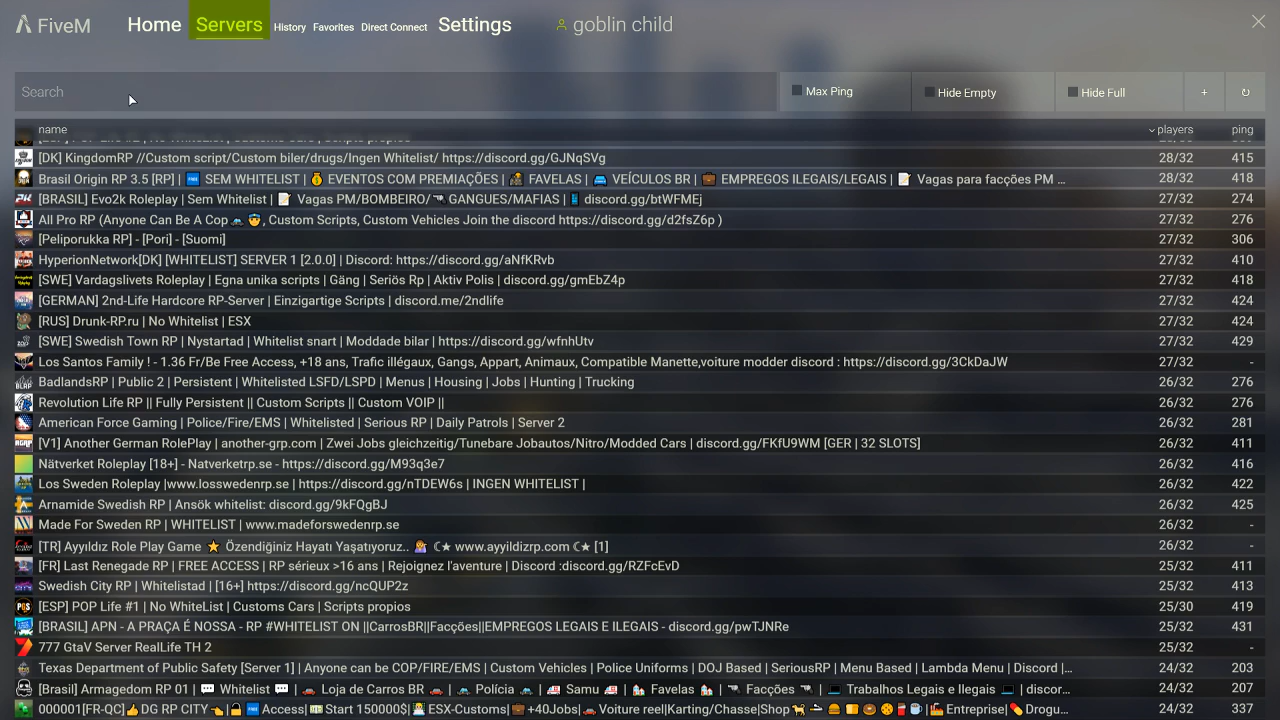 FiveM Home Servers History Favorites Direct Connect Settings goblin child
Search Max Ping Hide Empty Hide Full +
name players ping
[DK] KingdomRP //Custom script/Custom biler/drugs/Ingen Whitelist/ https://discord.gg/GJNqSVg 28/32 415
Brasil Origin RP 3.5 [RP] | 🆓 SEM WHITELIST | 💰 EVENTOS COM PREMIAÇÕES | 🏘 FAVELAS | 🚘 VEÍCULOS BR | 💼 EMPREGOS ILEGAIS/LEGAIS | 📝 Vagas para facções PM ... 28/32 418
[BRASIL] Evo2k Roleplay | Sem Whitelist | 📝 Vagas PM/BOMBEIRO/🔫GANGUES/MAFIAS | 📱 discord.gg/btWFMEj 27/32 274
All Pro RP (Anyone Can Be A Cop 🚓 👮, Custom Scripts, Custom Vehicles Join the discord https://discord.gg/d2fsZ6p ) 27/32 276
[Peliporukka RP] - [Pori] - [Suomi] 27/32 306
HyperionNetwork[DK] [WHITELIST] SERVER 1 [2.0.0] | Discord: https://discord.gg/aNfKRvb 27/32 410
[SWE] Vardagslivets Roleplay | Egna unika scripts | Gäng | Seriös Rp | Aktiv Polis | discord.gg/gmEbZ4p 27/32 418
[GERMAN] 2nd-Life Hardcore RP-Server | Einzigartige Scripts | discord.me/2ndlife 27/32 424
[RUS] Drunk-RP.ru | No Whitelist | ESX 27/32 424
[SWE] Swedish Town RP | Nystartad | Whitelist snart | Moddade bilar | https://discord.gg/wfnhUtv 27/32 429
Los Santos Family ! - 1.36 Fr/Be Free Access, +18 ans, Trafic illégaux, Gangs, Appart, Animaux, Compatible Manette,voiture modder discord : https://discord.gg/3CkDaJW 27/32 -
BadlandsRP | Public 2 | Persistent | Whitelisted LSFD/LSPD | Menus | Housing | Jobs | Hunting | Trucking 26/32 276
Revolution Life RP || Fully Persistent || Custom Scripts || Custom VOIP || 26/32 276
American Force Gaming | Police/Fire/EMS | Whitelisted | Serious RP | Daily Patrols | Server 2 26/32 281
[V1] Another German RolePlay | another-grp.com | Zwei Jobs gleichzeitig/Tunebare Jobautos/Nitro/Modded Cars | discord.gg/FKfU9WM [GER | 32 SLOTS] 26/32 411
Nätverket Roleplay [18+] - Natverketrp.se - https://discord.gg/M93q3e7 26/32 416
Los Sweden Roleplay |www.losswedenrp.se | https://discord.gg/nTDEW6s | INGEN WHITELIST | 26/32 422
Arnamide Swedish RP | Ansök whitelist: discord.gg/9kFQgBJ 26/32 425
Made For Sweden RP | WHITELIST | www.madeforswedenrp.se 26/32 -
[TR] Ayyıldız Role Play Game ⭐ Özendiğiniz Hayatı Yaşatıyoruz.. 💁 ☾★ www.ayyildizrp.com ☾★ [1] 26/32 -
[FR] Last Renegade RP | FREE ACCESS | RP sérieux >16 ans | Rejoignez l'aventure | Discord :discord.gg/RZFcEvD 25/32 411
Swedish City RP | Whitelistad | [16+] https://discord.gg/ncQUP2z 25/32 413
[ESP] POP Life #1 | No WhiteList | Customs Cars | Scripts propios 25/30 419
[BRASIL] APN - A PRAÇA É NOSSA - RP #WHITELIST ON ||CarrosBR||Facções||EMPREGOS LEGAIS E ILEGAIS - discord.gg/pwTJNRe 25/32 431
777 GtaV Server RealLife TH 2 25/32 -
Texas Department of Public Safety [Server 1] | Anyone can be COP/FIRE/EMS | Custom Vehicles | Police Uniforms | DOJ Based | SeriousRP | Menu Based | Lambda Menu | Discord |... 24/32 203
[Brasil] Armagedom RP 01 | 💬 Whitelist 💬 | 🚗 Loja de Carros BR 🚗 | 🚓 Polícia 🚓 | 🚑 Samu 🚑 | 🏠 Favelas 🏠 | 🔫 Facções 🔫 | 💻 Trabalhos Legais e Ilegais 💻 | discor... 24/32 207
000001[FR-QC]👍DG RP CITY👈|🔒🆓Access|💵Start 150000$|👨‍💻ESX-Customs|💼+40Jobs|🚗Voiture reel|Karting/Chasse|Shop🐕🚤🍔🍫🍩🍪🥤☕|🏭Entreprise|💊Drogu... 24/32 337